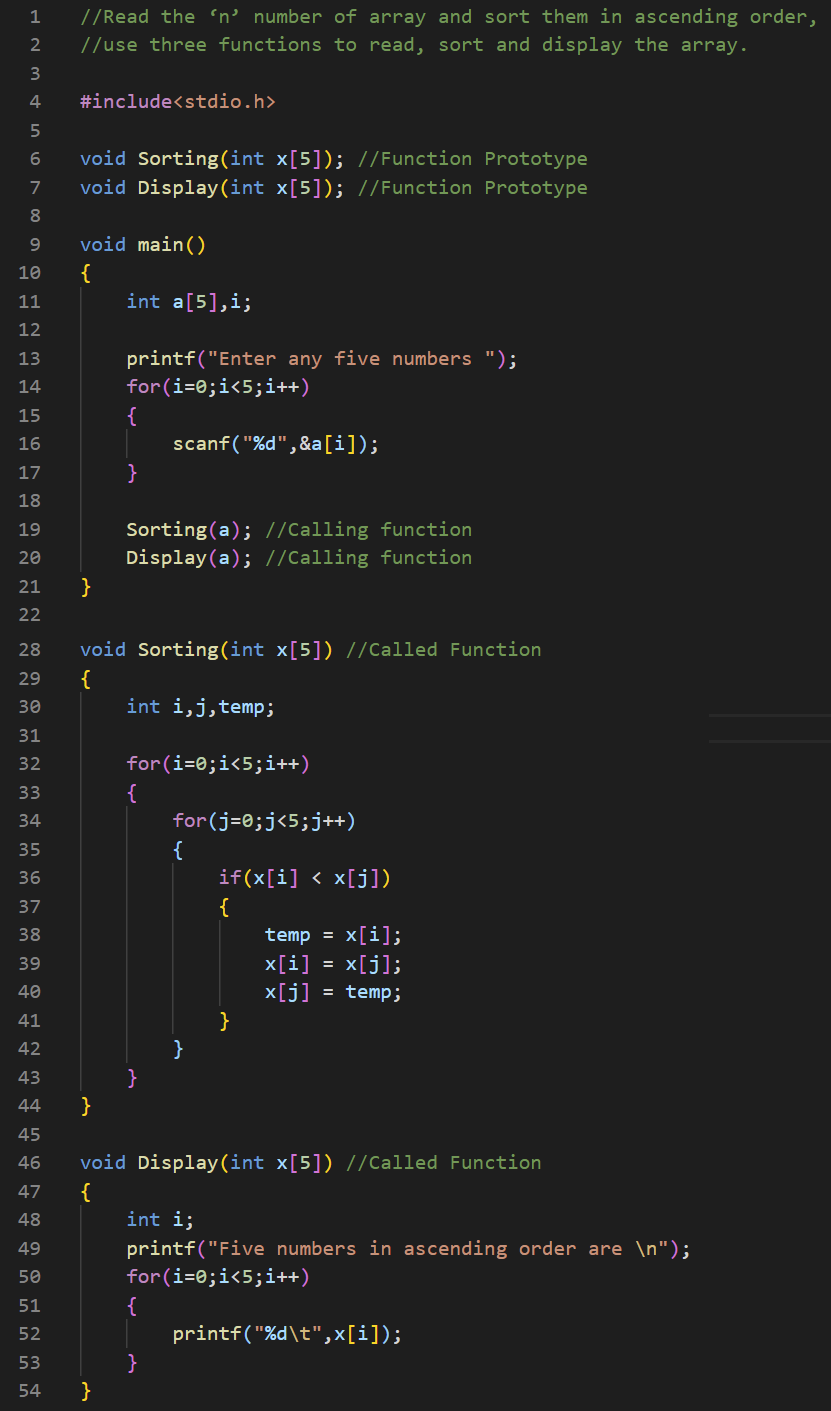 1 //Read the ‘n’ number of array and sort them in ascending order,
2 //use three functions to read, sort and display the array.
3
4 #include<stdio.h>
5
6 void Sorting(int x[5]); //Function Prototype
7 void Display(int x[5]); //Function Prototype
8
9 void main()
10 {
11     int a[5],i;
12
13     printf("Enter any five numbers ");
14     for(i=0;i<5;i++)
15     {
16         scanf("%d",&a[i]);
17     }
18
19     Sorting(a); //Calling function
20     Display(a); //Calling function
21 }
22
28 void Sorting(int x[5]) //Called Function
29 {
30     int i,j,temp;
31
32     for(i=0;i<5;i++)
33     {
34         for(j=0;j<5;j++)
35         {
36             if(x[i] < x[j])
37             {
38                 temp = x[i];
39                 x[i] = x[j];
40                 x[j] = temp;
41             }
42         }
43     }
44 }
45
46 void Display(int x[5]) //Called Function
47 {
48     int i;
49     printf("Five numbers in ascending order are \n");
50     for(i=0;i<5;i++)
51     {
52         printf("%d\t",x[i]);
53     }
54 }